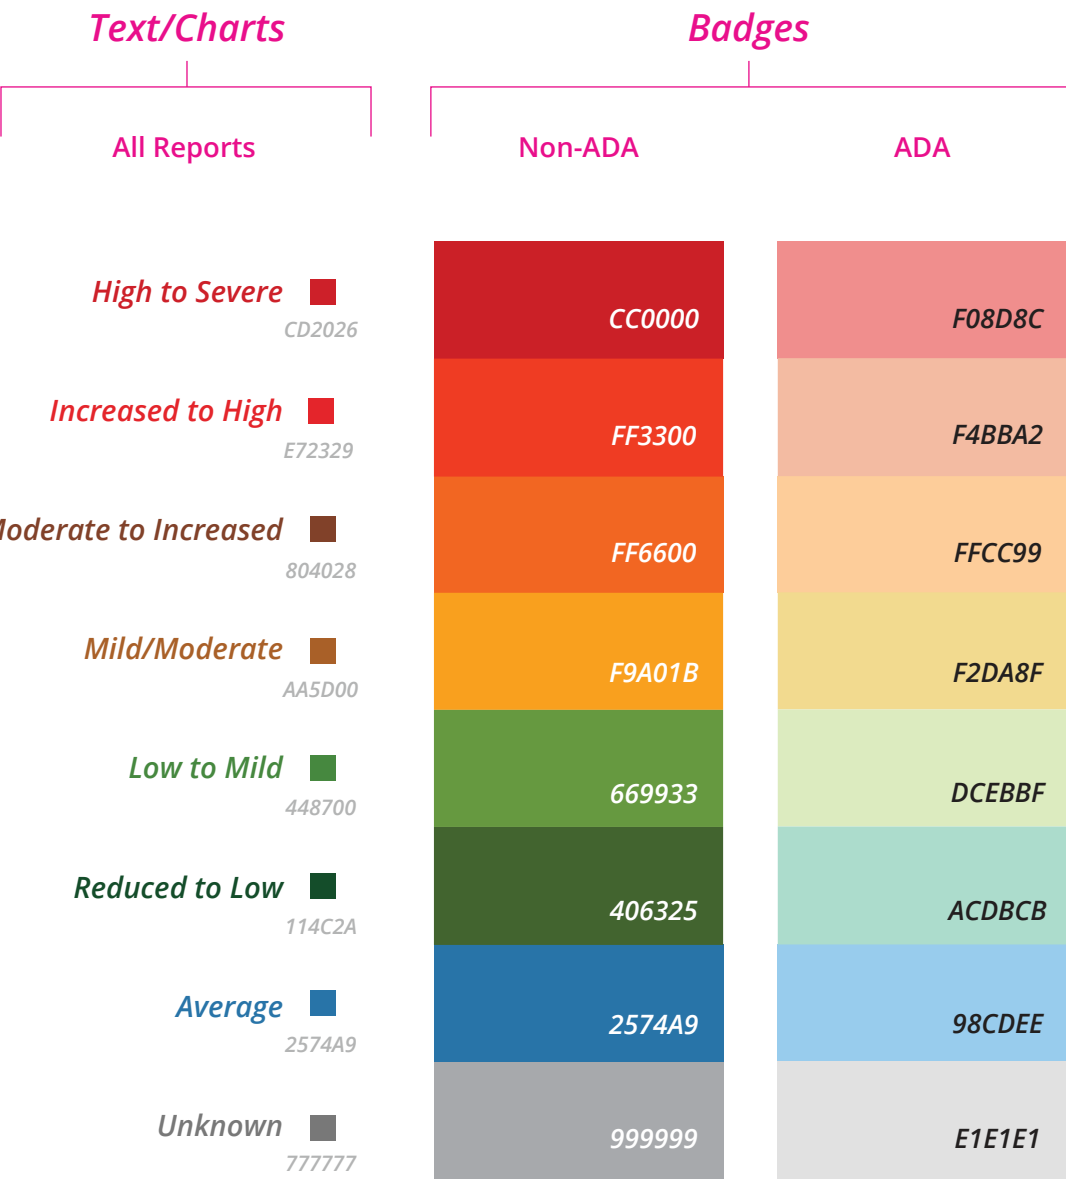 Text/Charts
Badges
All Reports
Non-ADA
ADA
High to Severe
CD2026
CC0000
F08D8C
Increased to High
E72329
FF3300
F4BBA2
Moderate to Increased
804028
FF6600
FFCC99
Mild/Moderate
AA5D00
F9A01B
F2DA8F
Low to Mild
448700
669933
DCEBBF
Reduced to Low
114C2A
406325
ACDBCB
Average
2574A9
2574A9
98CDEE
Unknown
777777
999999
E1E1E1